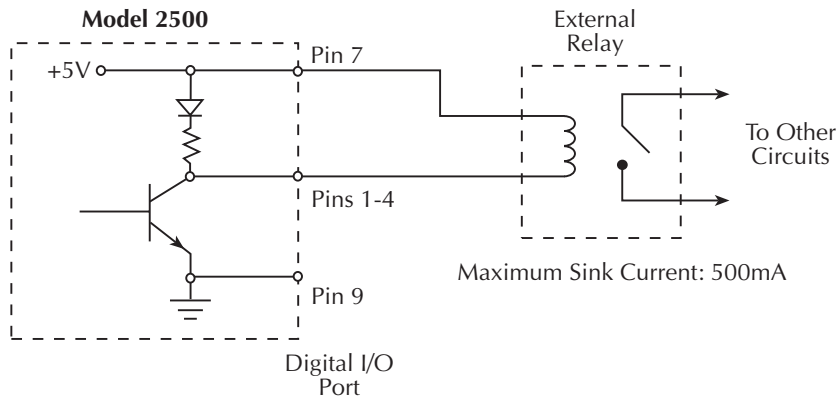 Model 2500
External
Relay
Pin 7
+5V
To Other
Circuits
Pins 1-4
Maximum Sink Current: 500mA
Pin 9
Digital I/O
Port